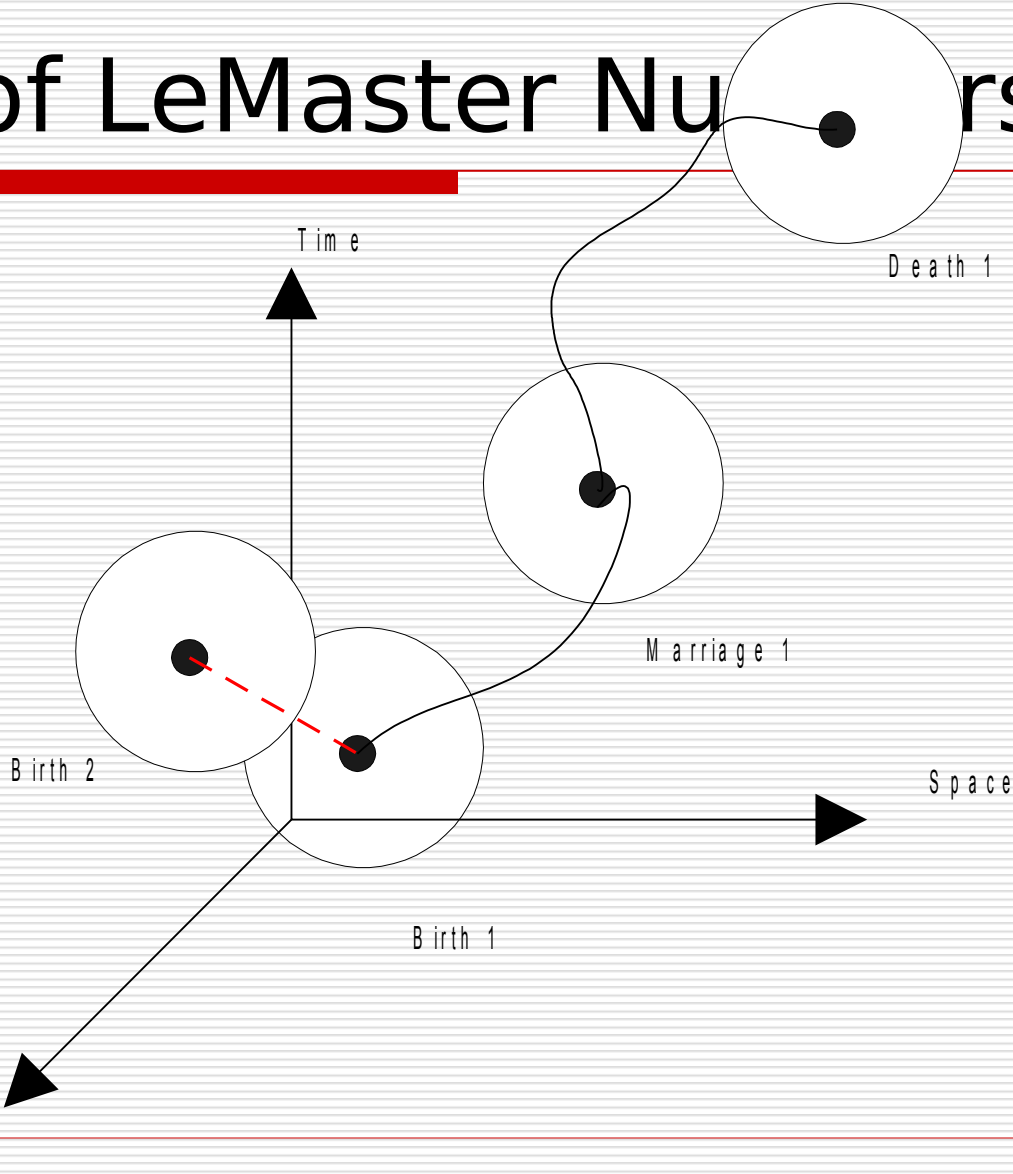 of LeMaster Nu rs
Time
Death 1
Marriage 1
Birth 2
Space
Birth 1